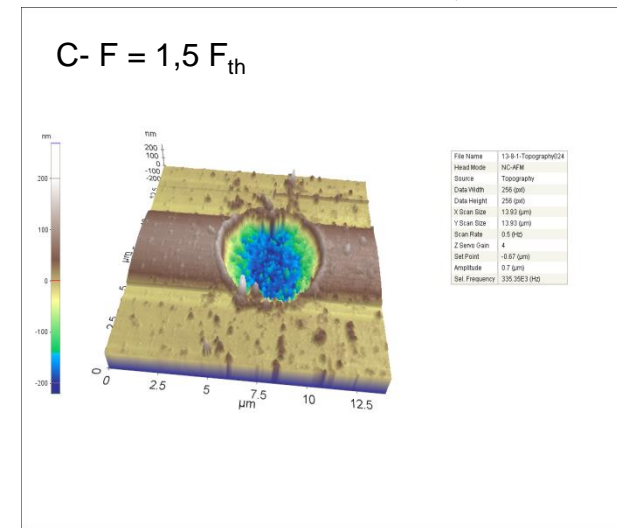 C- F = 1,5 Fth
nm
200
100
0
-100
-200
nm
200
100
0
-100
-200
µm
5
2.5
0
0
2.5
5
7.5
10
12.5
µm
File Name 13-8-1-Topography024
Head Mode NC-AFM
Source Topography
Data Width 256 (pxl)
Data Height 256 (pxl)
X Scan Size 13.93 (µm)
Y Scan Size 13.93 (µm)
Scan Rate 0.5 (Hz)
Z Servo Gain 4
Set Point -0.67 (µm)
Amplitude 0.7 (µm)
Sel. Frequency 335.35E3 (Hz)